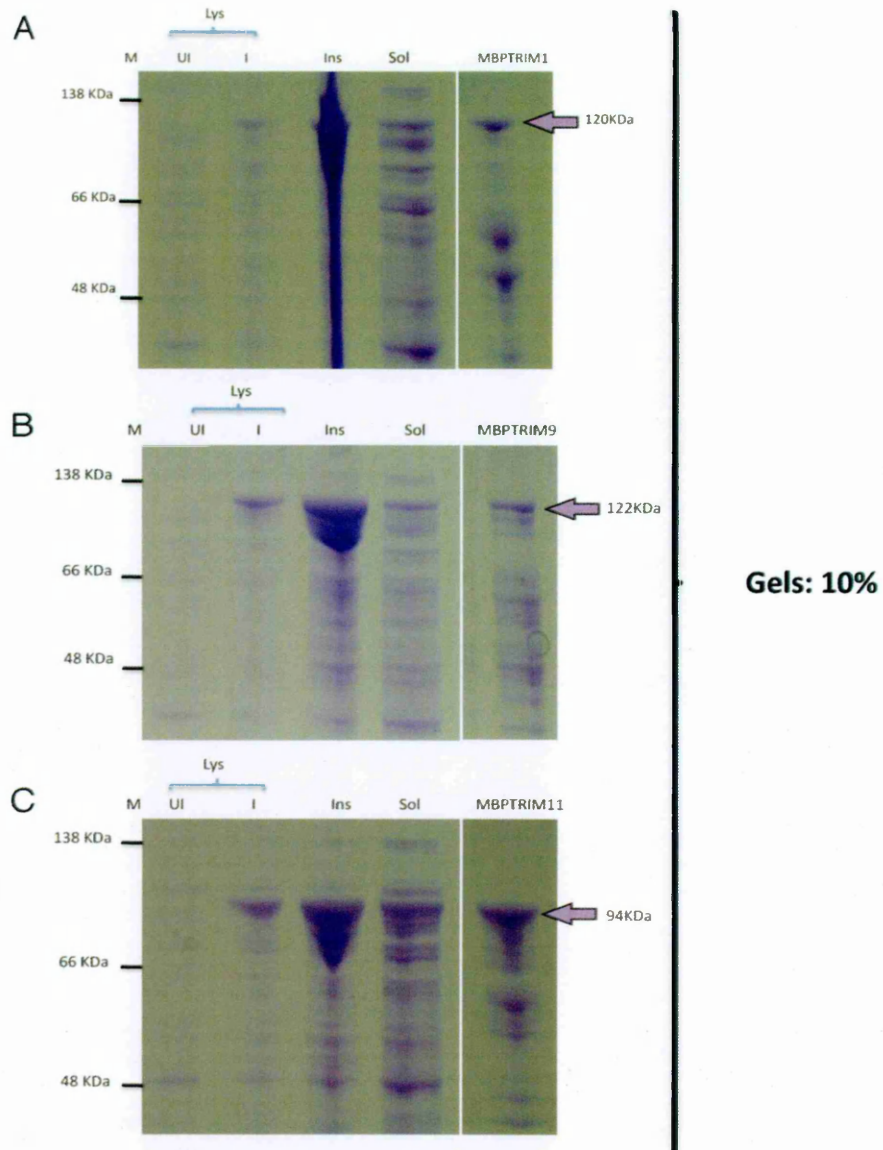 A
Lys
M UI I Ins Sol MBPTRIM1
138 KDa
120KDa
66 KDa
48 KDa
B
Lys
M UI I Ins Sol MBPTRIM9
138 KDa
122KDa
66 KDa
48 KDa
Gels: 10%
C
Lys
M UI I Ins Sol MBPTRIM11
138 KDa
94KDa
66 KDa
48 KDa